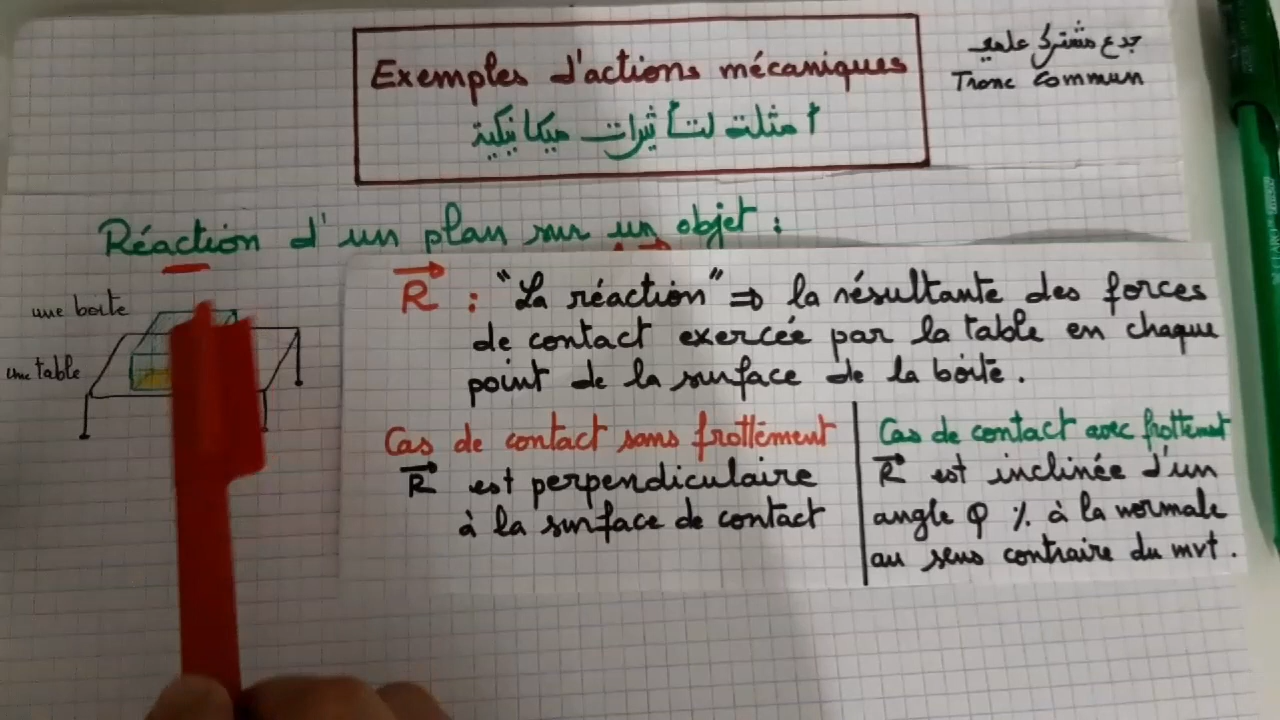 Exemples d'actions mécaniques
أمثلة لتأثيرات ميكانيكية
جدع مشترك علمي
Tronc Commun
Réaction d'un plan sur un objet :
une boite
une table
R : "La réaction" => la résultante des forces
de contact exercée par la table en chaque
point de la surface de la boite.
Cas de contact sans frottement
R est perpendiculaire
à la surface de contact
Cas de contact avec frottement
R est inclinée d'un
angle φ % à la normale
au sens contraire du mvt.